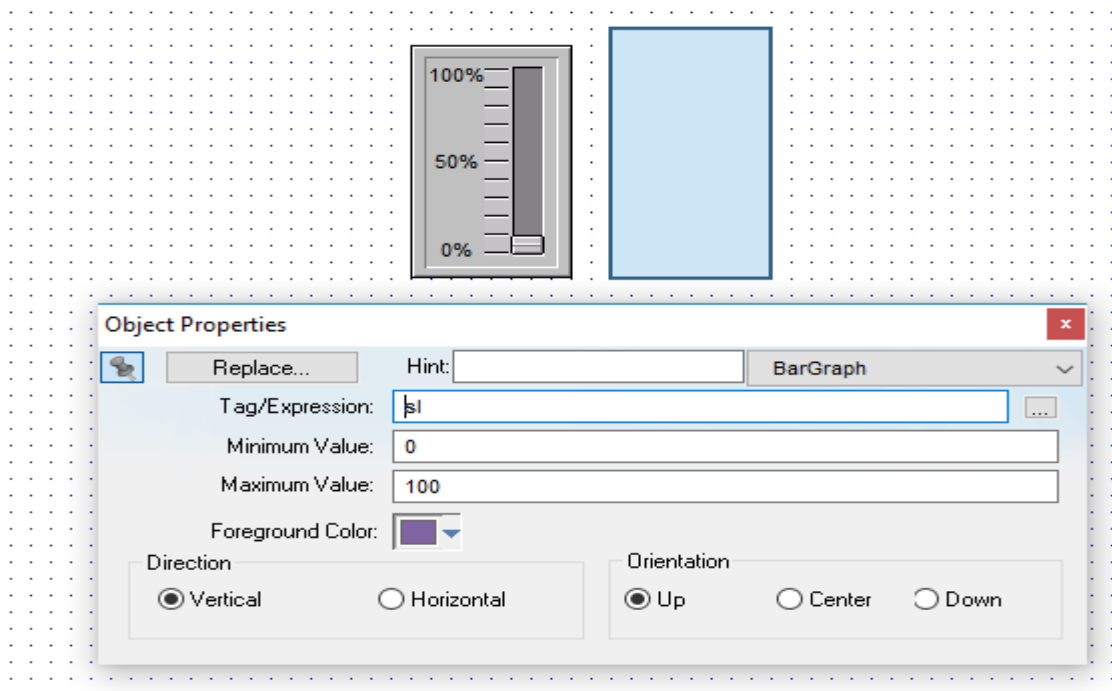 100%
50%
0%
Object Properties
x
Replace... Hint: BarGraph
Tag/Expression: sl ...
Minimum Value: 0
Maximum Value: 100
Foreground Color:
Direction Orientation
Vertical Horizontal Up Center Down